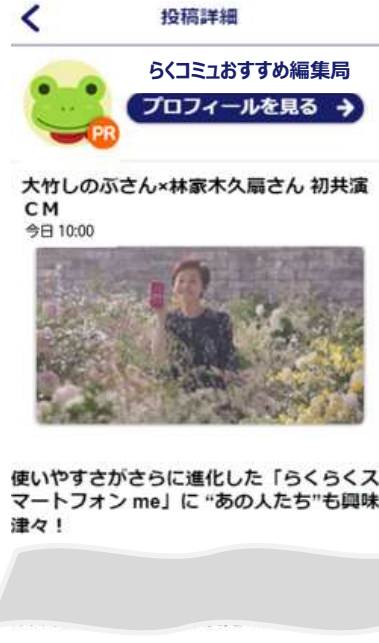 投稿詳細
らくコミュおすすめ編集局
プロフィールを見る →
PR
大竹しのぶさん×林家木久扇さん 初共演
CM
今日 10:00
使いやすさがさらに進化した「らくらくス
マートフォン me」に “あの人たち”も興味
津々！